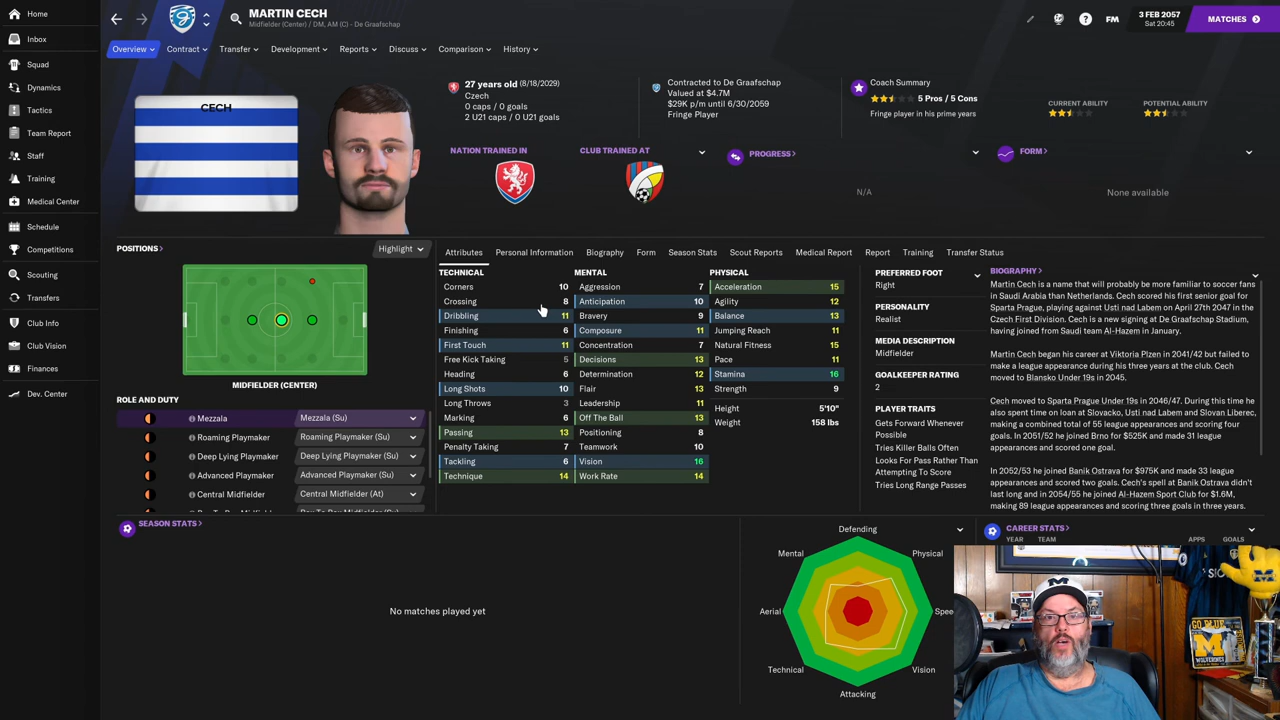 Home
Inbox
Squad
Dynamics
Tactics
Team Report
Staff
Training
Medical Center
Schedule
Competitions
Scouting
Transfers
Club Info
Club Vision
Finances
Dev. Center
MARTIN CECH
Midfielder (Center) / DM, AM (C) - De Graafschap
FM
3 FEB 2057
Sat 20:45
MATCHES
Overview
Contract
Transfer
Development
Reports
Discuss
Comparison
History
CECH
27 years old (8/18/2029)
Czech
0 caps / 0 goals
2 U21 caps / 0 U21 goals
Contracted to De Graafschap
Valued at $4.7M
$29K p/m until 6/30/2059
Fringe Player
Coach Summary
5 Pros / 5 Cons
Fringe player in his prime years
CURRENT ABILITY
POTENTIAL ABILITY
NATION TRAINED IN
CLUB TRAINED AT
PROGRESS
N/A
FORM
None available
POSITIONS
Highlight
MIDFIELDER (CENTER)
ROLE AND DUTY
Mezzala Mezzala (Su)
Roaming Playmaker Roaming Playmaker (Su)
Deep Lying Playmaker Deep Lying Playmaker (Su)
Advanced Playmaker Advanced Playmaker (Su)
Central Midfielder Central Midfielder (At)
Attributes
Personal Information
Biography
Form
Season Stats
Scout Reports
Medical Report
Report
Training
Transfer Status
TECHNICAL
Corners 10
Crossing 8
Dribbling 11
Finishing 6
First Touch 11
Free Kick Taking 5
Heading 6
Long Shots 10
Long Throws 3
Marking 6
Passing 13
Penalty Taking 7
Tackling 6
Technique 14
MENTAL
Aggression 7
Anticipation 10
Bravery 9
Composure 11
Concentration 7
Decisions 13
Determination 12
Flair 13
Leadership 11
Off The Ball 13
Positioning 8
Teamwork 10
Vision 16
Work Rate 14
PHYSICAL
Acceleration 15
Agility 12
Balance 13
Jumping Reach 11
Natural Fitness 15
Pace 11
Stamina 16
Strength 9
Height 5'10"
Weight 158 lbs
PREFERRED FOOT
Right
PERSONALITY
Realist
MEDIA DESCRIPTION
Midfielder
GOALKEEPER RATING
2
PLAYER TRAITS
Gets Forward Whenever
Possible
Tries Killer Balls Often
Looks For Pass Rather Than
Attempting To Score
Tries Long Range Passes
BIOGRAPHY
Martin Cech is a name that will probably be more familiar to soccer fans
in Saudi Arabia than Netherlands. Cech scored his first senior goal for
Sparta Prague, playing against Usti nad Labem on April 27th 2047 in the
Czech First Division. Cech is a new signing at De Graafschap Stadium,
having joined from Saudi team Al-Hazem in January.
Martin Cech began his career at Viktoria Plzen in 2041/42 but failed to
make a league appearance during his three years at the club. Cech
moved to Blansko Under 19s in 2045.
Cech moved to Sparta Prague Under 19s in 2046/47. During this time he
also spent time on loan at Slovacko, Usti nad Labem and Slovan Liberec,
making a combined total of 55 league appearances and scoring four
goals. In 2051/52 he joined Brno for $525K and made 31 league
appearances and scored one goal.
In 2052/53 he joined Banik Ostrava for $975K and made 33 league
appearances and scored two goals. Cech's spell at Banik Ostrava didn't
last long and in 2054/55 he joined Al-Hazem Sport Club for $1.6M,
making 89 league appearances and scoring three goals in three years.
SEASON STATS
No matches played yet
Defending
Physical
Spee
Vision
Attacking
Technical
Aerial
Mental
CAREER STATS
YEAR TEAM APPS GOALS
M
GO BLUE